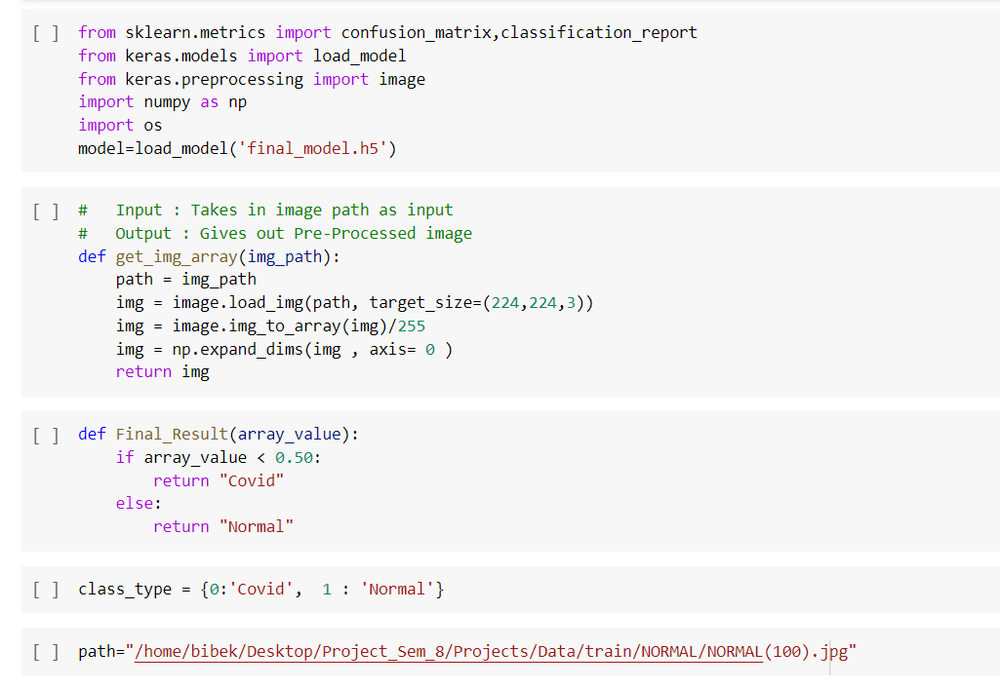 [ ] from sklearn.metrics import confusion_matrix,classification_report
from keras.models import load_model
from keras.preprocessing import image
import numpy as np
import os
model=load_model('final_model.h5')
[ ] #   Input : Takes in image path as input
#   Output : Gives out Pre-Processed image
def get_img_array(img_path):
    path = img_path
    img = image.load_img(path, target_size=(224,224,3))
    img = image.img_to_array(img)/255
    img = np.expand_dims(img , axis= 0 )
    return img
[ ] def Final_Result(array_value):
    if array_value < 0.50:
        return "Covid"
    else:
        return "Normal"
[ ] class_type = {0:'Covid',  1 : 'Normal'}
[ ] path="/home/bibek/Desktop/Project_Sem_8/Projects/Data/train/NORMAL/NORMAL(100).jpg"